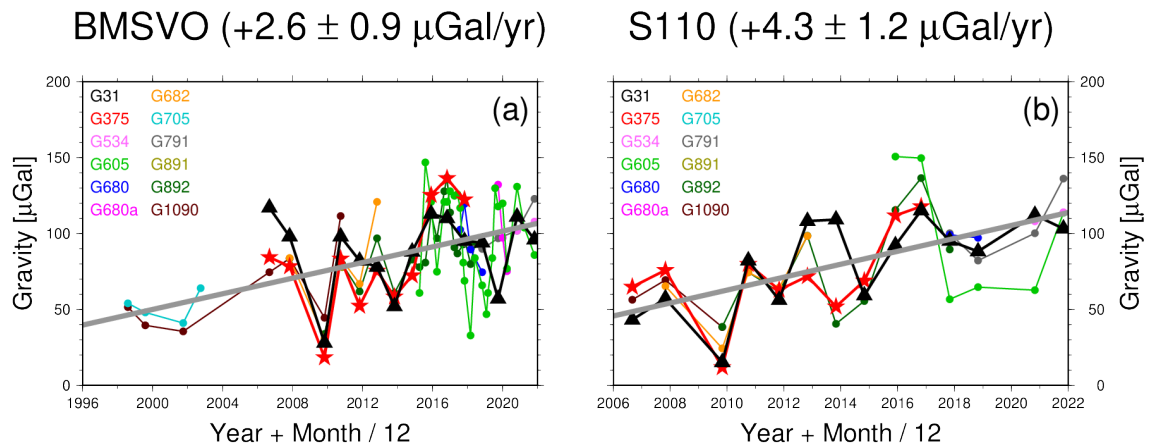 BMSVO (+2.6 ± 0.9 μGal/yr)
S110 (+4.3 ± 1.2 μGal/yr)
200
150
100
50
0
Gravity [μGal]
G31 G682
G375 G705
G534 G791
G605 G891
G680 G892
G680a G1090
(a)
1996 2000 2004 2008 2012 2016 2020
Year + Month / 12
G31 G682
G375 G705
G534 G791
G605 G891
G680 G892
G680a G1090
(b)
200
150
100
50
0
Gravity [μGal]
2006 2008 2010 2012 2014 2016 2018 2020 2022
Year + Month / 12